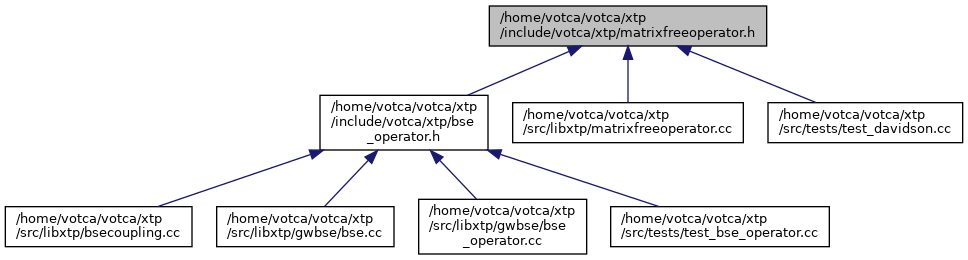 /home/votca/votca/xtp
/include/votca/xtp/matrixfreeoperator.h
/home/votca/votca/xtp
/include/votca/xtp/bse
_operator.h
/home/votca/votca/xtp
/src/libxtp/matrixfreeoperator.cc
/home/votca/votca/xtp
/src/tests/test_davidson.cc
/home/votca/votca/xtp
/src/libxtp/bsecoupling.cc
/home/votca/votca/xtp
/src/libxtp/gwbse/bse.cc
/home/votca/votca/xtp
/src/libxtp/gwbse/bse
_operator.cc
/home/votca/votca/xtp
/src/tests/test_bse_operator.cc